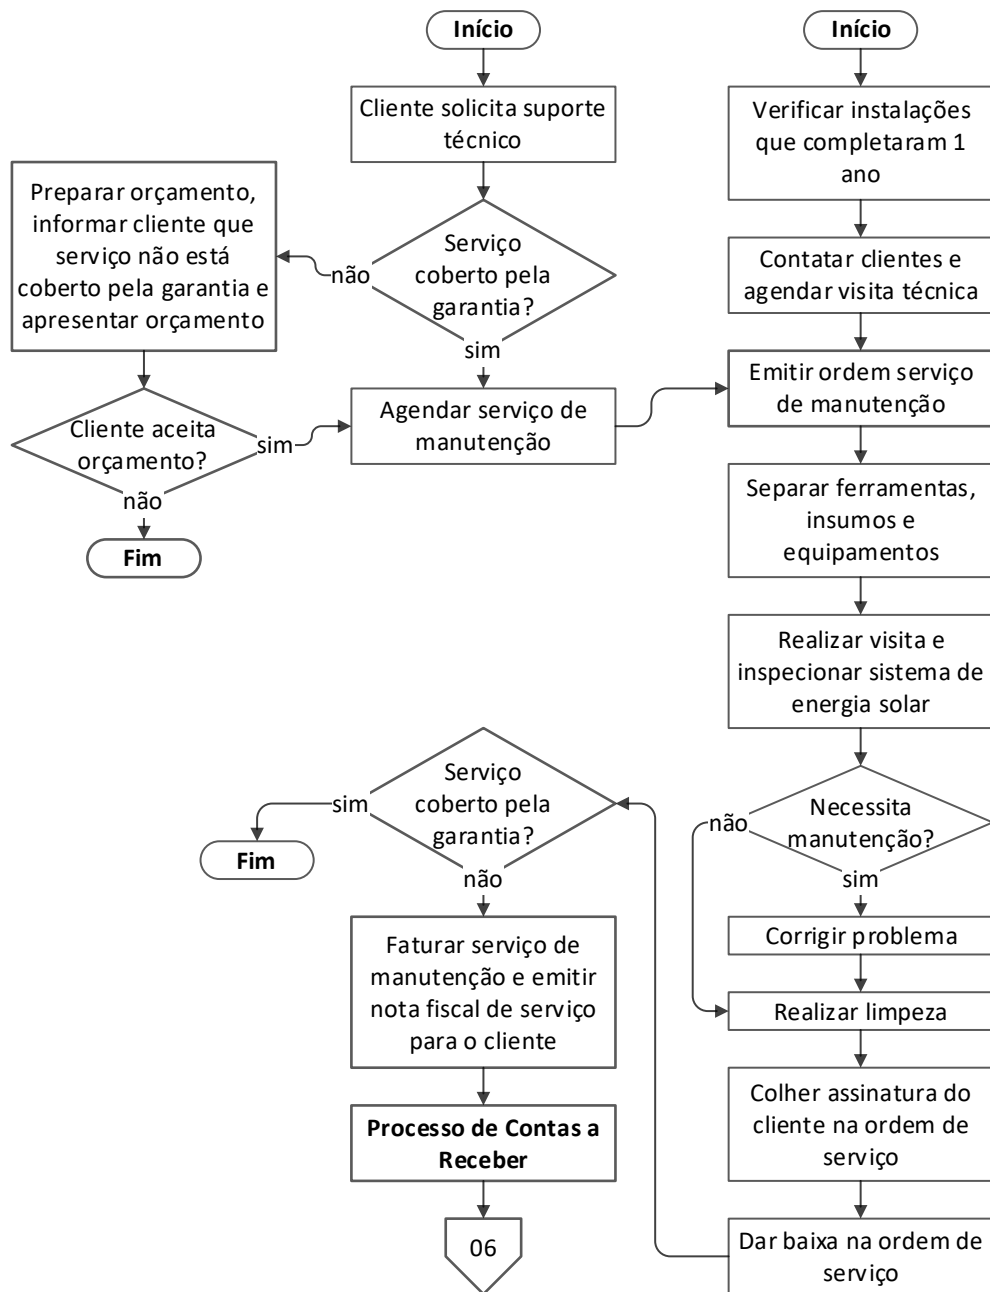 Início
Cliente solicita suporte
técnico
Serviço
coberto pela
garantia?
não
sim
Preparar orçamento,
informar cliente que
serviço não está
coberto pela garantia e
apresentar orçamento
Cliente aceita
orçamento?
sim
não
Fim
Agendar serviço de
manutenção
Início
Verificar instalações
que completaram 1
ano
Contatar clientes e
agendar visita técnica
Emitir ordem serviço
de manutenção
Separar ferramentas,
insumos e
equipamentos
Realizar visita e
inspecionar sistema de
energia solar
Necessita
manutenção?
não
sim
Corrigir problema
Realizar limpeza
Colher assinatura do
cliente na ordem de
serviço
Dar baixa na ordem de
serviço
Serviço
coberto pela
garantia?
sim
Fim
não
Faturar serviço de
manutenção e emitir
nota fiscal de serviço
para o cliente
Processo de Contas a
Receber
06